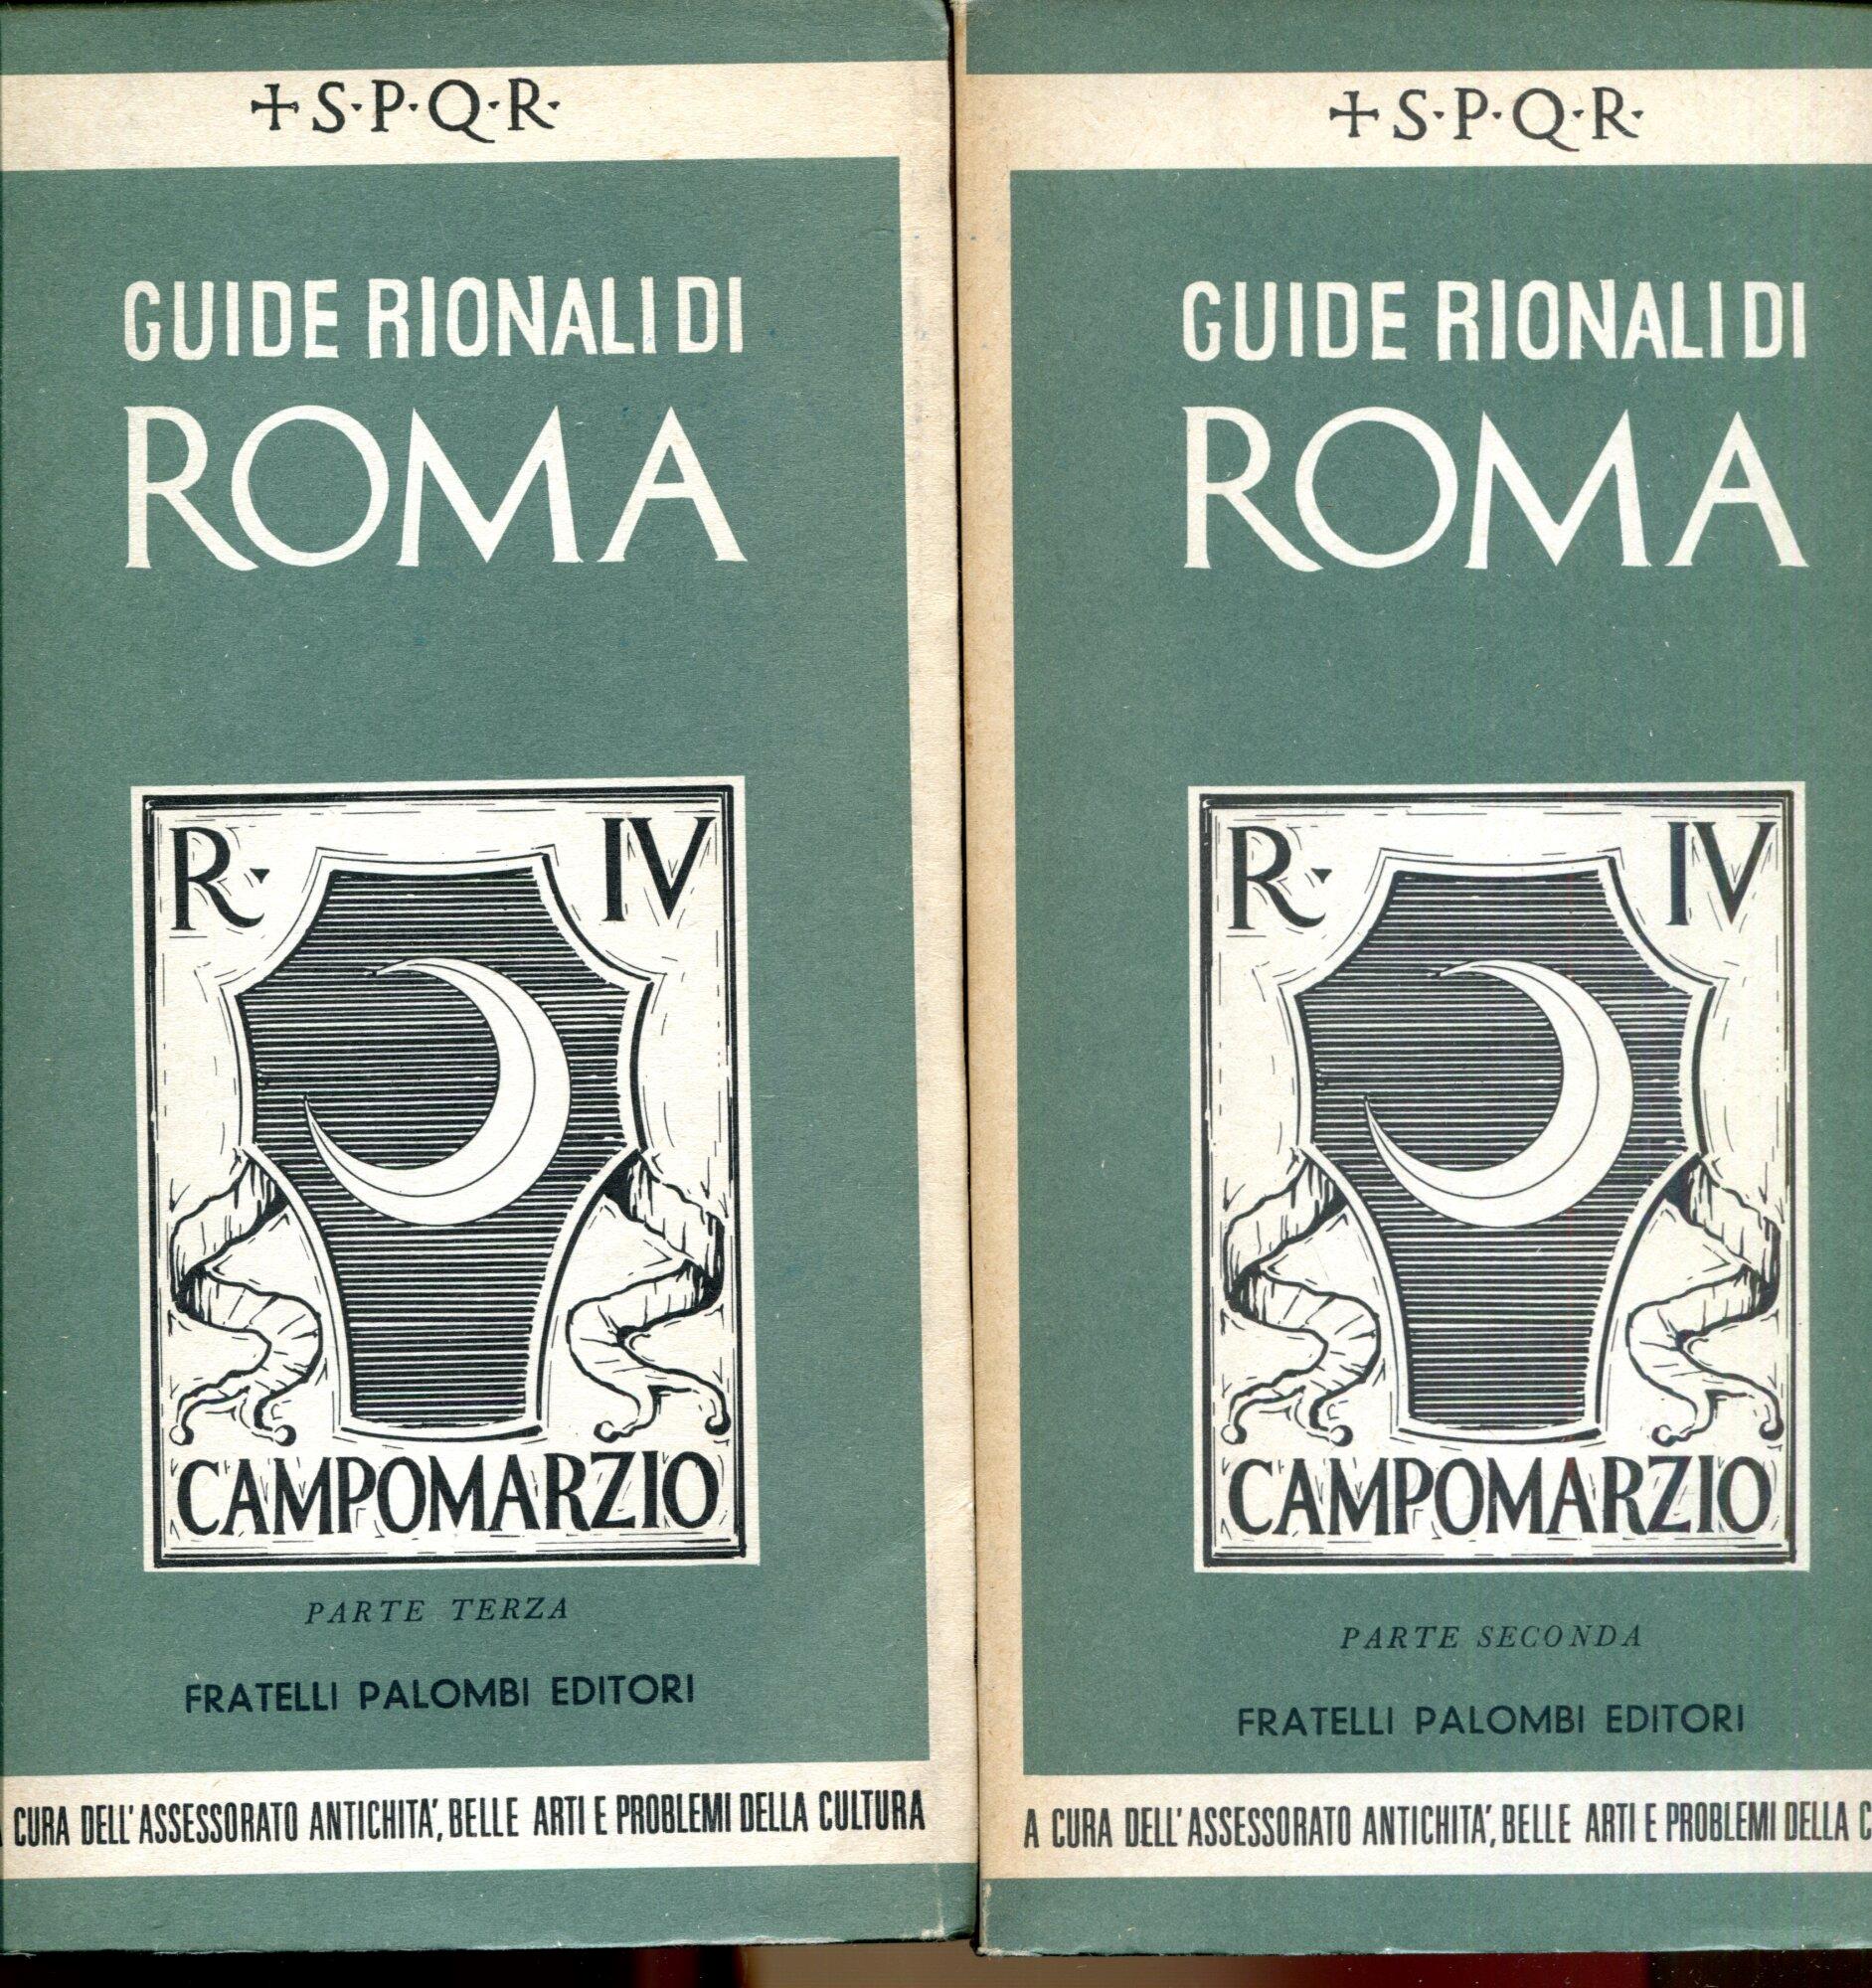 +S·P·Q·R·
GUIDE RIONALI DI
ROMA
R· IV
CAMPOMARZIO
PARTE TERZA
FRATELLI PALOMBI EDITORI
A CURA DELL'ASSESSORATO ANTICHITA', BELLE ARTI E PROBLEMI DELLA CULTURA
+S·P·Q·R·
GUIDE RIONALI DI
ROMA
R· IV
CAMPOMARZIO
PARTE SECONDA
FRATELLI PALOMBI EDITORI
A CURA DELL'ASSESSORATO ANTICHITA', BELLE ARTI E PROBLEMI DELLA C